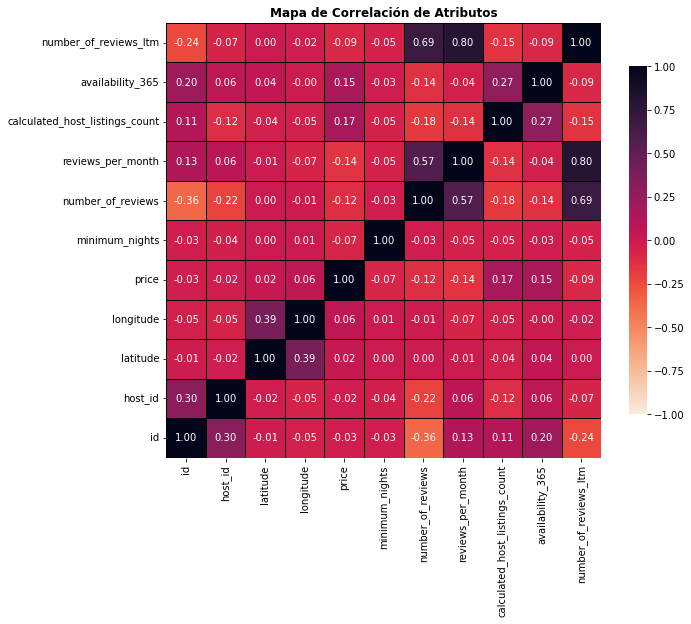 Mapa de Correlación de Atributos
number_of_reviews_ltm -0.24 -0.07 0.00 -0.02 -0.09 -0.05 0.69 0.80 -0.15 -0.09 1.00
availability_365 0.20 0.06 0.04 -0.00 0.15 -0.03 -0.14 -0.04 0.27 1.00 -0.09
calculated_host_listings_count 0.11 -0.12 -0.04 -0.05 0.17 -0.05 -0.18 -0.14 1.00 0.27 -0.15
reviews_per_month 0.13 0.06 -0.01 -0.07 -0.14 -0.05 0.57 1.00 -0.14 -0.04 0.80
number_of_reviews -0.36 -0.22 0.00 -0.01 -0.12 -0.03 1.00 0.57 -0.18 -0.14 0.69
minimum_nights -0.03 -0.04 0.00 0.01 -0.07 1.00 -0.03 -0.05 -0.05 -0.03 -0.05
price -0.03 -0.02 0.02 0.06 1.00 -0.07 -0.12 -0.14 0.17 0.15 -0.09
longitude -0.05 -0.05 0.39 1.00 0.06 0.01 -0.01 -0.07 -0.05 -0.00 -0.02
latitude -0.01 -0.02 1.00 0.39 0.02 0.00 0.00 -0.01 -0.04 0.04 0.00
host_id 0.30 1.00 -0.02 -0.05 -0.02 -0.04 -0.22 0.06 -0.12 0.06 -0.07
id 1.00 0.30 -0.01 -0.05 -0.03 -0.03 -0.36 0.13 0.11 0.20 -0.24
id
host_id
latitude
longitude
price
minimum_nights
number_of_reviews
reviews_per_month
calculated_host_listings_count
availability_365
number_of_reviews_ltm
1.00
0.75
0.50
0.25
0.00
−0.25
−0.50
−0.75
−1.00